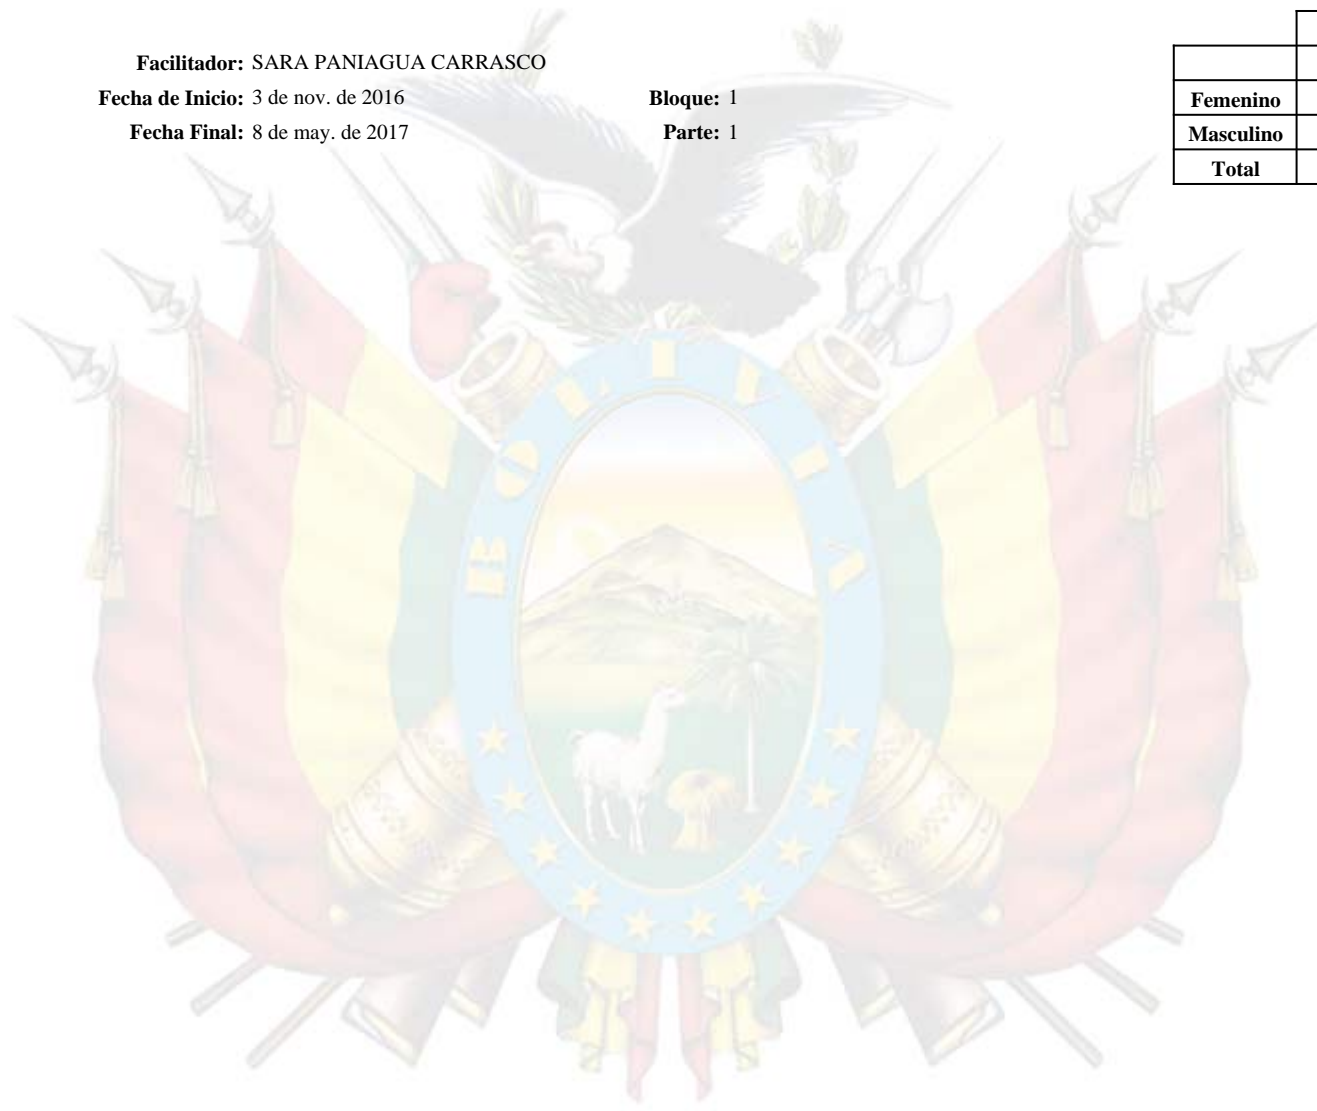 Facilitador: SARA PANIAGUA CARRASCO
Fecha de Inicio: 3 de nov. de 2016 Bloque: 1
Fecha Final: 8 de may. de 2017 Parte: 1
Femenino
Masculino
Total
BOLIVIA